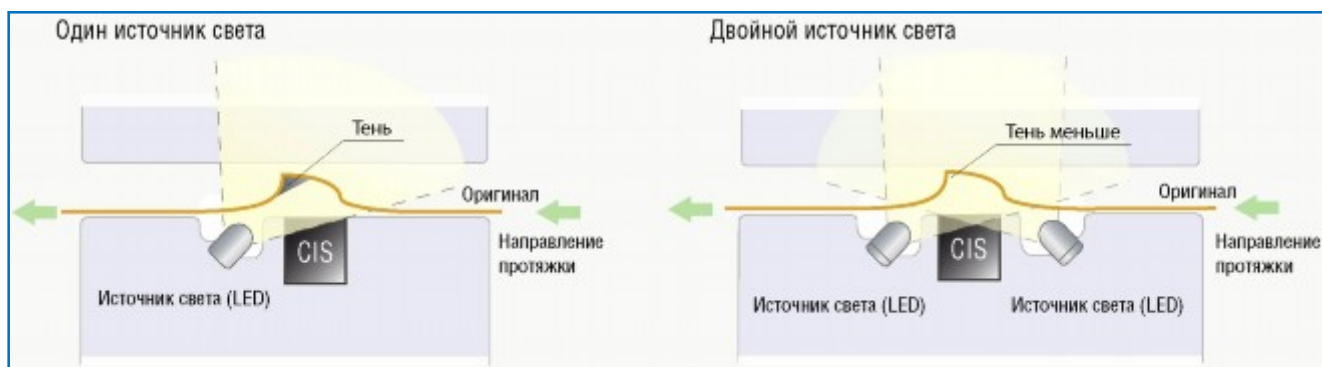 Один источник света
Тень
Оригинал
CIS
Направление
протяжки
Источник света (LED)
Двойной источник света
Тень меньше
Оригинал
CIS
Направление
протяжки
Источник света (LED)
Источник света (LED)